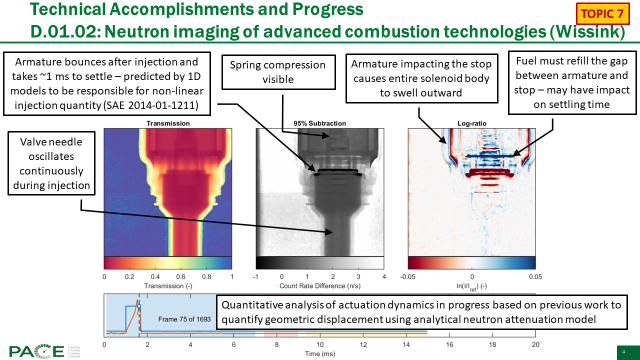 Technical Accomplishments and Progress
TOPIC 7
D.01.02: Neutron imaging of advanced combustion technologies (Wissink)
Armature bounces after injection and
takes ~1 ms to settle – predicted by 1D
models to be responsible for non-linear
injection quantity (SAE 2014-01-1211)
Spring compression
visible
Armature impacting the stop
causes entire solenoid body
to swell outward
Fuel must refill the gap
between armature and
stop – may have impact
on settling time
Valve needle
oscillates
continuously
during injection
Transmission
95% Subtraction
Log-ratio
0 0.2 0.4 0.6 0.8 1
Transmission (-)
-1 0 1 2 3 4
Count Rate Difference (n/s)
-0.05 0 0.05
ln(I/Iref) (-)
Frame 75 of 1693
Quantitative analysis of actuation dynamics in progress based on previous work to
quantify geometric displacement using analytical neutron attenuation model
0 2 4 6 8 10 12 14 16 18 20
Time (ms)
PACE